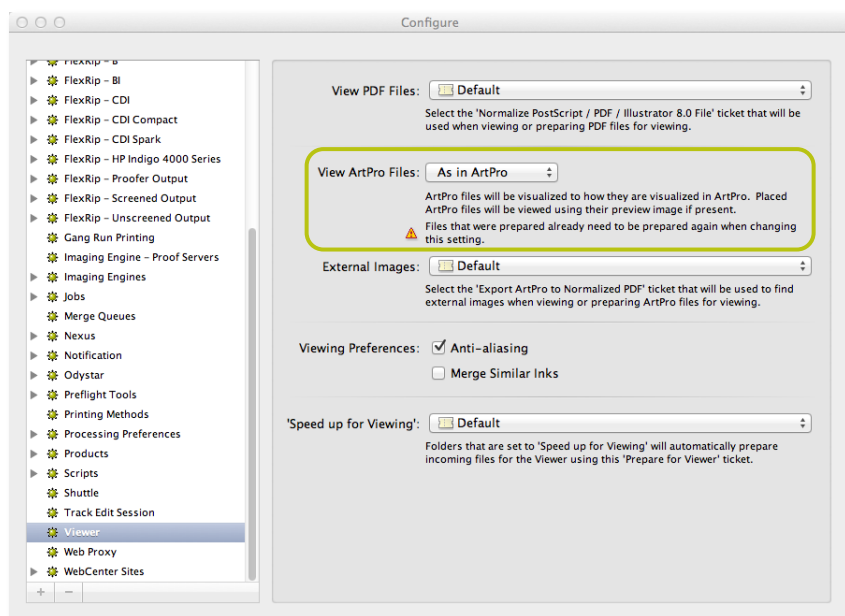 Configure
FlexRip - B
FlexRip - BI
FlexRip - CDI
FlexRip - CDI Compact
FlexRip - CDI Spark
FlexRip - HP Indigo 4000 Series
FlexRip - Proofer Output
FlexRip - Screened Output
FlexRip - Unscreened Output
Gang Run Printing
Imaging Engine - Proof Servers
Imaging Engines
Jobs
Merge Queues
Nexus
Notification
Odystar
Preflight Tools
Printing Methods
Processing Preferences
Products
Scripts
Shuttle
Track Edit Session
Viewer
Web Proxy
WebCenter Sites
View PDF Files: Default
Select the 'Normalize PostScript / PDF / Illustrator 8.0 File' ticket that will be
used when viewing or preparing PDF files for viewing.
View ArtPro Files: As in ArtPro
ArtPro files will be visualized to how they are visualized in ArtPro. Placed
ArtPro files will be viewed using their preview image if present.
Files that were prepared already need to be prepared again when changing
this setting.
External Images: Default
Select the 'Export ArtPro to Normalized PDF' ticket that will be used to find
external images when viewing or preparing ArtPro files for viewing.
Viewing Preferences: Anti-aliasing
Merge Similar Inks
'Speed up for Viewing': Default
Folders that are set to 'Speed up for Viewing' will automatically prepare
incoming files for the Viewer using this 'Prepare for Viewer' ticket.